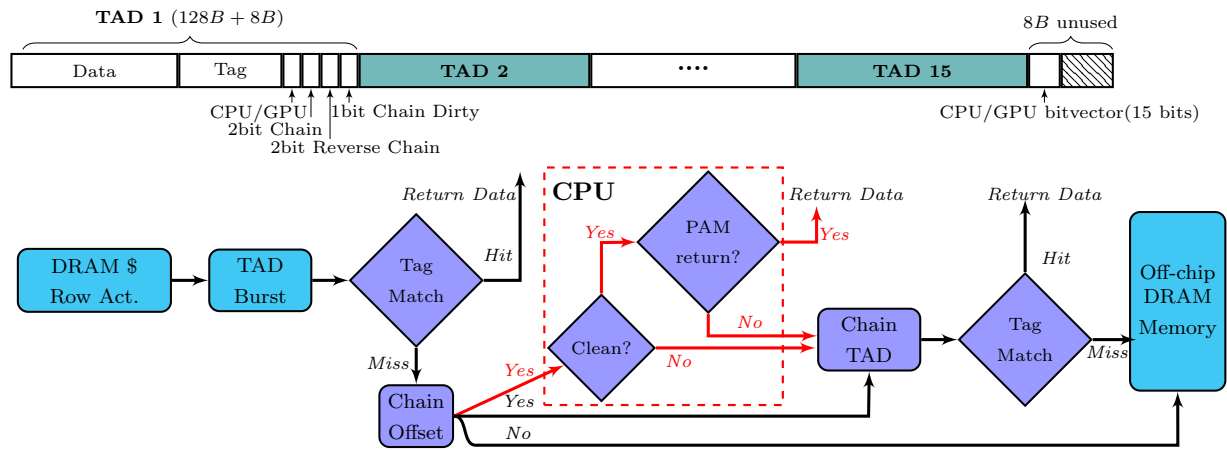 TAD 1 (128B + 8B)
8B unused
Data
Tag
TAD 2
....
TAD 15
CPU/GPU
1bit Chain Dirty
CPU/GPU bitvector(15 bits)
2bit Chain
2bit Reverse Chain
CPU
Return Data
Return Data
Return Data
Yes
PAM
return?
Yes
Hit
Hit
DRAM $
Row Act.
TAD
Burst
Tag
Match
Off-chip
DRAM
Memory
No
Chain
TAD
Tag
Match
Clean?
No
Miss
Miss
Yes
Chain
Offset
Yes
No